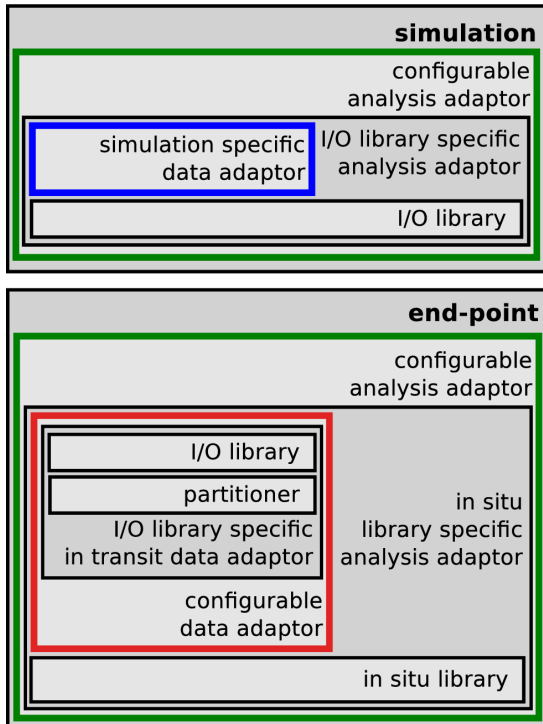 simulation
configurable
analysis adaptor
simulation specific
data adaptor
I/O library specific
analysis adaptor
I/O library
end-point
configurable
analysis adaptor
I/O library
partitioner
I/O library specific
in transit data adaptor
configurable
data adaptor
in situ
library specific
analysis adaptor
in situ library